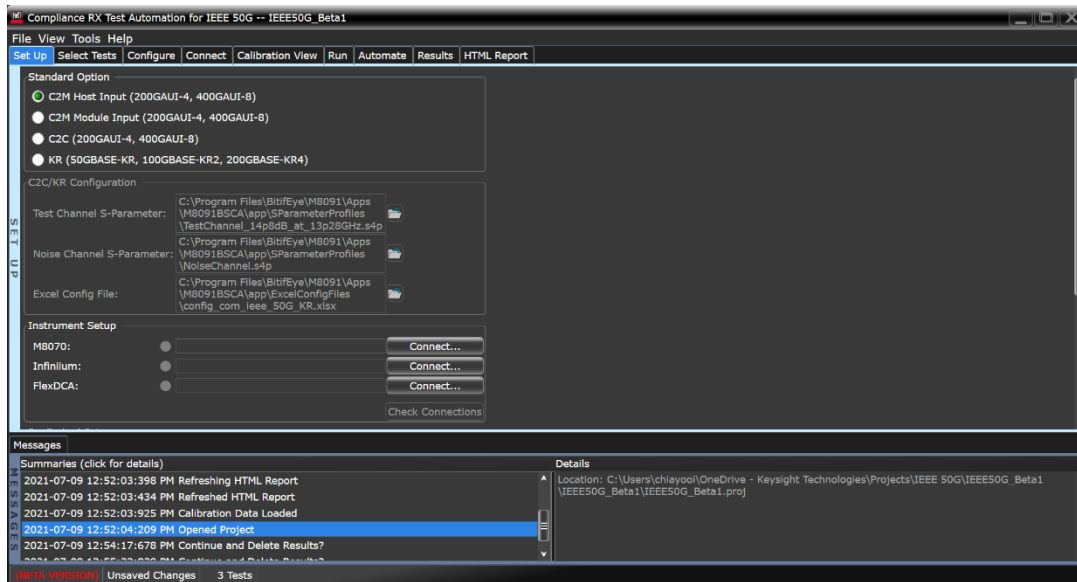 Compliance RX Test Automation for IEEE 50G -- IEEE50G_Beta1
File View Tools Help
Set Up Select Tests Configure Connect Calibration View Run Automate Results HTML Report
SET UP
Standard Option
C2M Host Input (200GAUI-4, 400GAUI-8)
C2M Module Input (200GAUI-4, 400GAUI-8)
C2C (200GAUI-4, 400GAUI-8)
KR (50GBASE-KR, 100GBASE-KR2, 200GBASE-KR4)
C2C/KR Configuration
Test Channel S-Parameter:
C:\Program Files\BitifEye\M8091\Apps
\M8091BSCA\app\SParameterProfiles
\TestChannel_14p8dB_at_13p28GHz.s4p
Noise Channel S-Parameter:
C:\Program Files\BitifEye\M8091\Apps
\M8091BSCA\app\SParameterProfiles
\NoiseChannel.s4p
Excel Config File:
C:\Program Files\BitifEye\M8091\Apps
\M8091BSCA\app\ExcelConfigFiles
\config_com_ieee_50G_KR.xlsx
Instrument Setup
M8070: Connect...
Infiniium: Connect...
FlexDCA: Connect...
Check Connections
Messages
MESSAGES
Summaries (click for details)
2021-07-09 12:52:03:398 PM Refreshing HTML Report
2021-07-09 12:52:03:434 PM Refreshed HTML Report
2021-07-09 12:52:03:925 PM Calibration Data Loaded
2021-07-09 12:52:04:209 PM Opened Project
2021-07-09 12:54:17:678 PM Continue and Delete Results?
Details
Location: C:\Users\chiayooi\OneDrive - Keysight Technologies\Projects\IEEE 50G\IEEE50G_Beta1
\IEEE50G_Beta1\IEEE50G_Beta1.proj
(BETA VERSION) Unsaved Changes 3 Tests